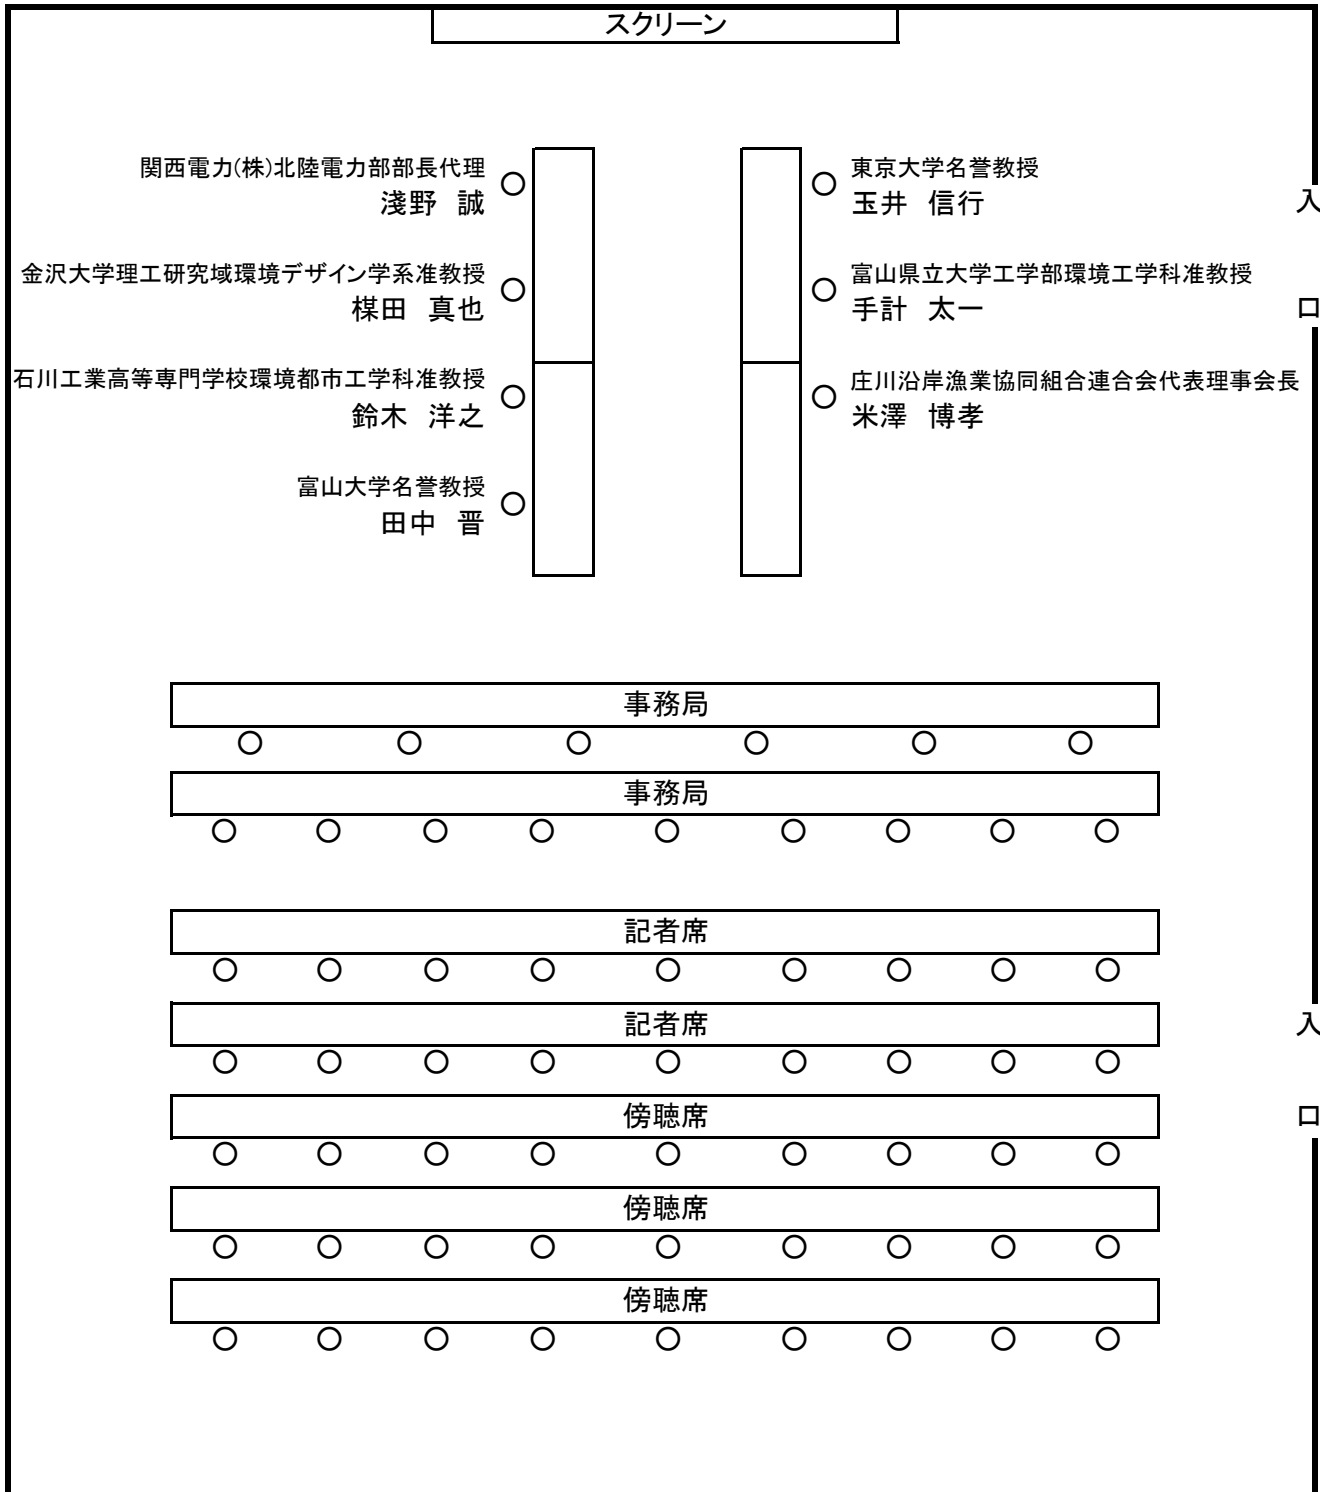 スクリーン
関西電力(株)北陸電力部部長代理
淺野 誠
金沢大学理工研究域環境デザイン学系准教授
楳田 真也
石川工業高等専門学校環境都市工学科准教授
鈴木 洋之
富山大学名誉教授
田中 晋
東京大学名誉教授
玉井 信行
富山県立大学工学部環境工学科准教授
手計 太一
庄川沿岸漁業協同組合連合会代表理事会長
米澤 博孝
入
口
事務局
事務局
記者席
記者席
傍聴席
傍聴席
傍聴席
入
口